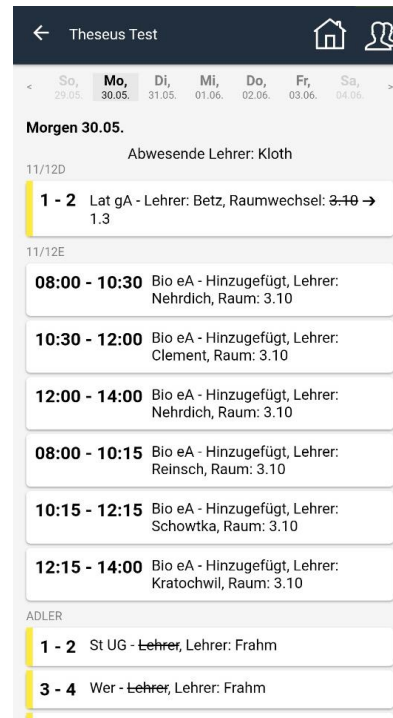 ← Theseus Test
< So, Mo, Di, Mi, Do, Fr, Sa, >
29.05. 30.05. 31.05. 01.06. 02.06. 03.06. 04.06.
Morgen 30.05.
Abwesende Lehrer: Kloth
11/12D
1 - 2 Lat gA - Lehrer: Betz, Raumwechsel: 3.10 →
1.3
11/12E
08:00 - 10:30 Bio eA - Hinzugefügt, Lehrer:
Nehrdich, Raum: 3.10
10:30 - 12:00 Bio eA - Hinzugefügt, Lehrer:
Clement, Raum: 3.10
12:00 - 14:00 Bio eA - Hinzugefügt, Lehrer:
Nehrdich, Raum: 3.10
08:00 - 10:15 Bio eA - Hinzugefügt, Lehrer:
Reinsch, Raum: 3.10
10:15 - 12:15 Bio eA - Hinzugefügt, Lehrer:
Schowtka, Raum: 3.10
12:15 - 14:00 Bio eA - Hinzugefügt, Lehrer:
Kratochwil, Raum: 3.10
ADLER
1 - 2 St UG - Lehrer, Lehrer: Frahm
3 - 4 Wer - Lehrer, Lehrer: Frahm